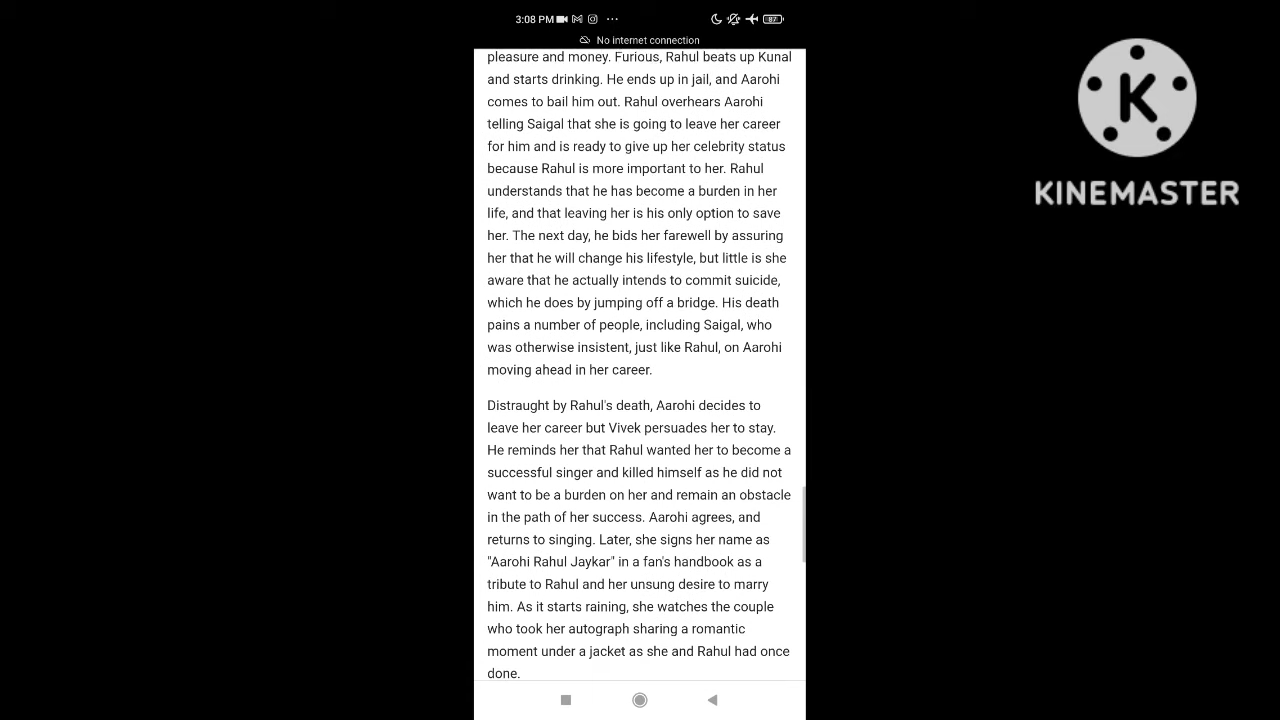 3:08 PM
87
No internet connection
pleasure and money. Furious, Rahul beats up Kunal
and starts drinking. He ends up in jail, and Aarohi
comes to bail him out. Rahul overhears Aarohi
telling Saigal that she is going to leave her career
for him and is ready to give up her celebrity status
because Rahul is more important to her. Rahul
understands that he has become a burden in her
life, and that leaving her is his only option to save
her. The next day, he bids her farewell by assuring
her that he will change his lifestyle, but little is she
aware that he actually intends to commit suicide,
which he does by jumping off a bridge. His death
pains a number of people, including Saigal, who
was otherwise insistent, just like Rahul, on Aarohi
moving ahead in her career.
Distraught by Rahul's death, Aarohi decides to
leave her career but Vivek persuades her to stay.
He reminds her that Rahul wanted her to become a
successful singer and killed himself as he did not
want to be a burden on her and remain an obstacle
in the path of her success. Aarohi agrees, and
returns to singing. Later, she signs her name as
"Aarohi Rahul Jaykar" in a fan's handbook as a
tribute to Rahul and her unsung desire to marry
him. As it starts raining, she watches the couple
who took her autograph sharing a romantic
moment under a jacket as she and Rahul had once
done.
K
KINEMASTER